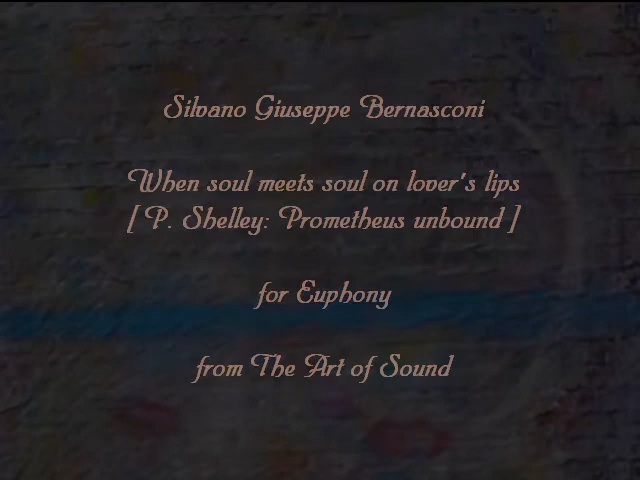 Silvano Giuseppe Bernasconi
When soul meets soul on lover's lips
[ P. Shelley: Prometheus unbound ]
for Euphony
from The Art of Sound